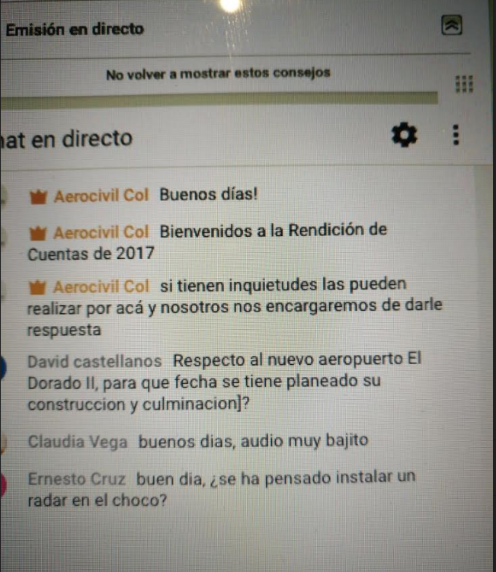 Emisión en directo
No volver a mostrar estos consejos
hat en directo
Aerocivil Col Buenos días!
Aerocivil Col Bienvenidos a la Rendición de
Cuentas de 2017
Aerocivil Col si tienen inquietudes las pueden
realizar por acá y nosotros nos encargaremos de darle
respuesta
David castellanos Respecto al nuevo aeropuerto El
Dorado II, para que fecha se tiene planeado su
construccion y culminacion]?
Claudia Vega buenos dias, audio muy bajito
Ernesto Cruz buen dia, ¿se ha pensado instalar un
radar en el choco?